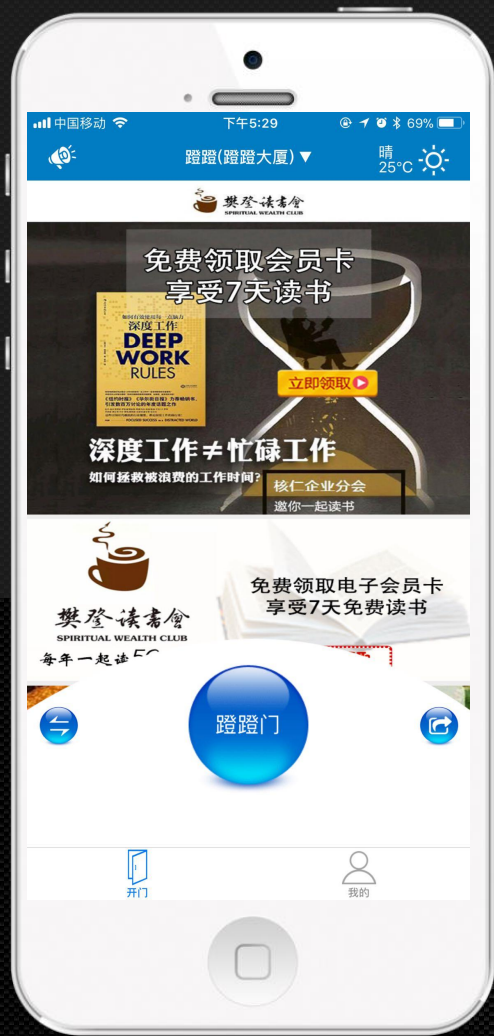 中国移动
下午5:29
69%
蹬蹬(蹬蹬大厦)▼
晴
25°C
樊登读书会
SPIRITUAL WEALTH CLUB
免费领取会员卡
享受7天读书
深度工作
DEEP
WORK
RULES
立即领取
深度工作≠忙碌工作
如何拯救被浪费的工作时间?
核仁企业分会
邀你一起读书
樊登读书會
SPIRITUAL WEALTH CLUB
每年一起读50
免费领取电子会员卡
享受7天免费读书
蹬蹬门
开门
我的